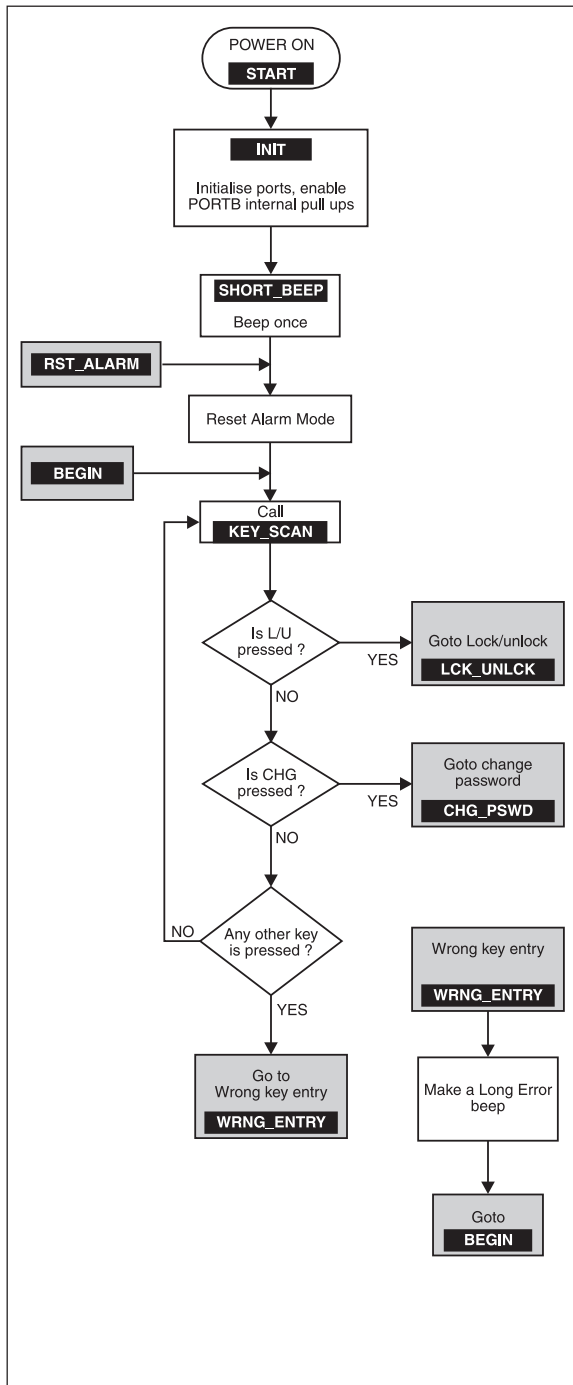 POWER ON
START
INIT
Initialise ports, enable
PORTB internal pull ups
SHORT_BEEP
Beep once
RST_ALARM
Reset Alarm Mode
BEGIN
Call
KEY_SCAN
Is L/U
pressed ?
YES
Goto Lock/unlock
LCK_UNLCK
NO
Is CHG
pressed ?
YES
Goto change
password
CHG_PSWD
NO
Any other key
is pressed ?
NO
YES
Go to
Wrong key entry
WRNG_ENTRY
Wrong key entry
WRNG_ENTRY
Make a Long Error
beep
Goto
BEGIN